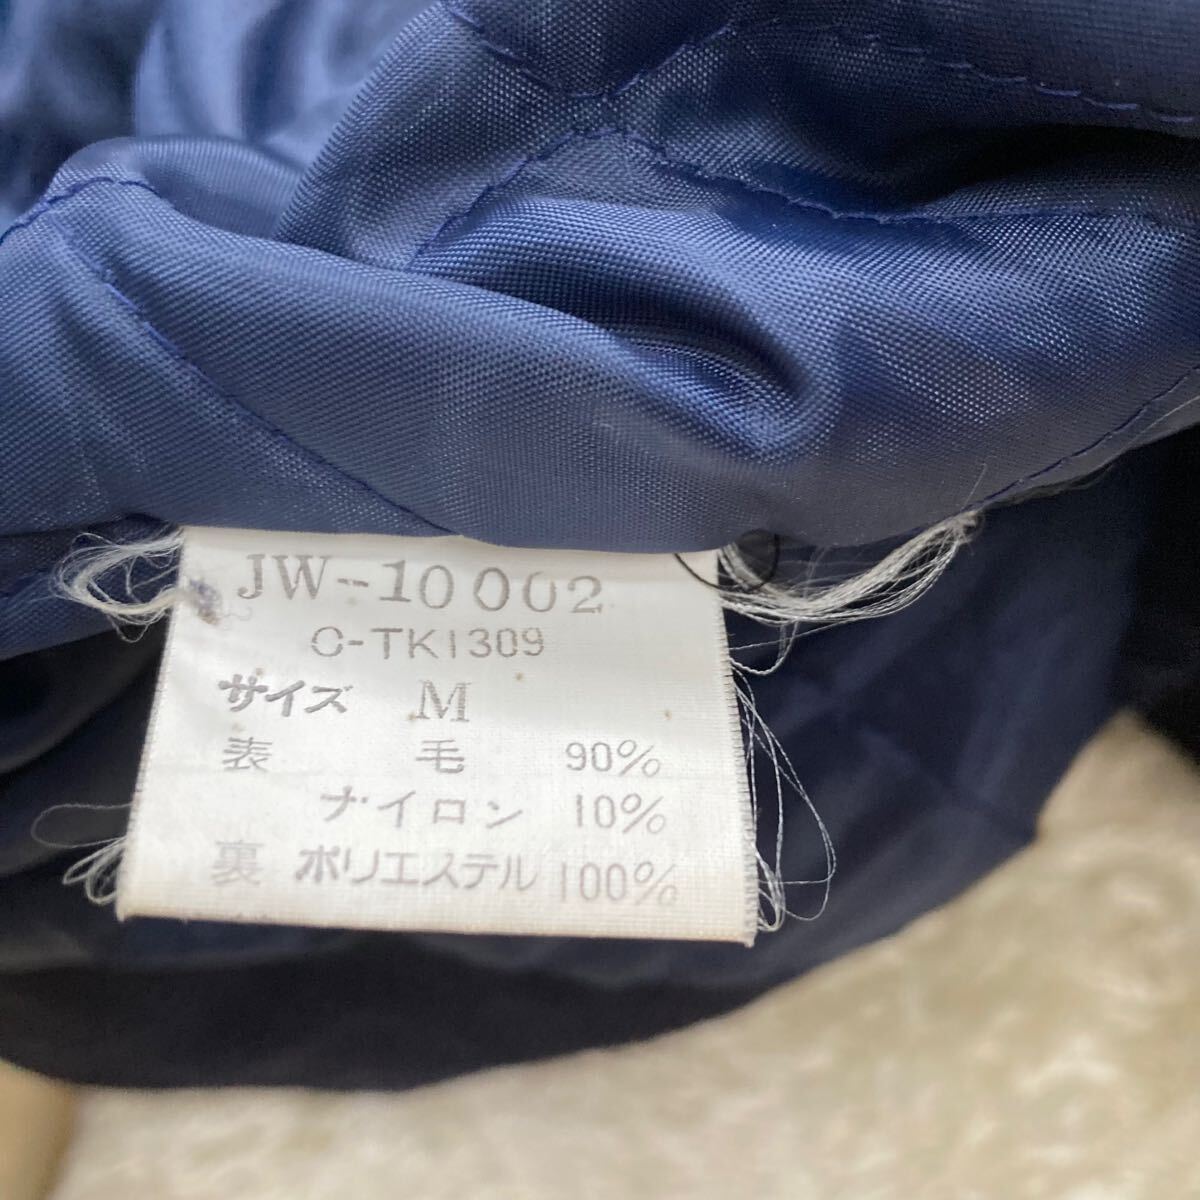 JW-10002
C-TK1309
サイズ M
表 毛 90%
ナイロン 10%
裏 ポリエステル 100%